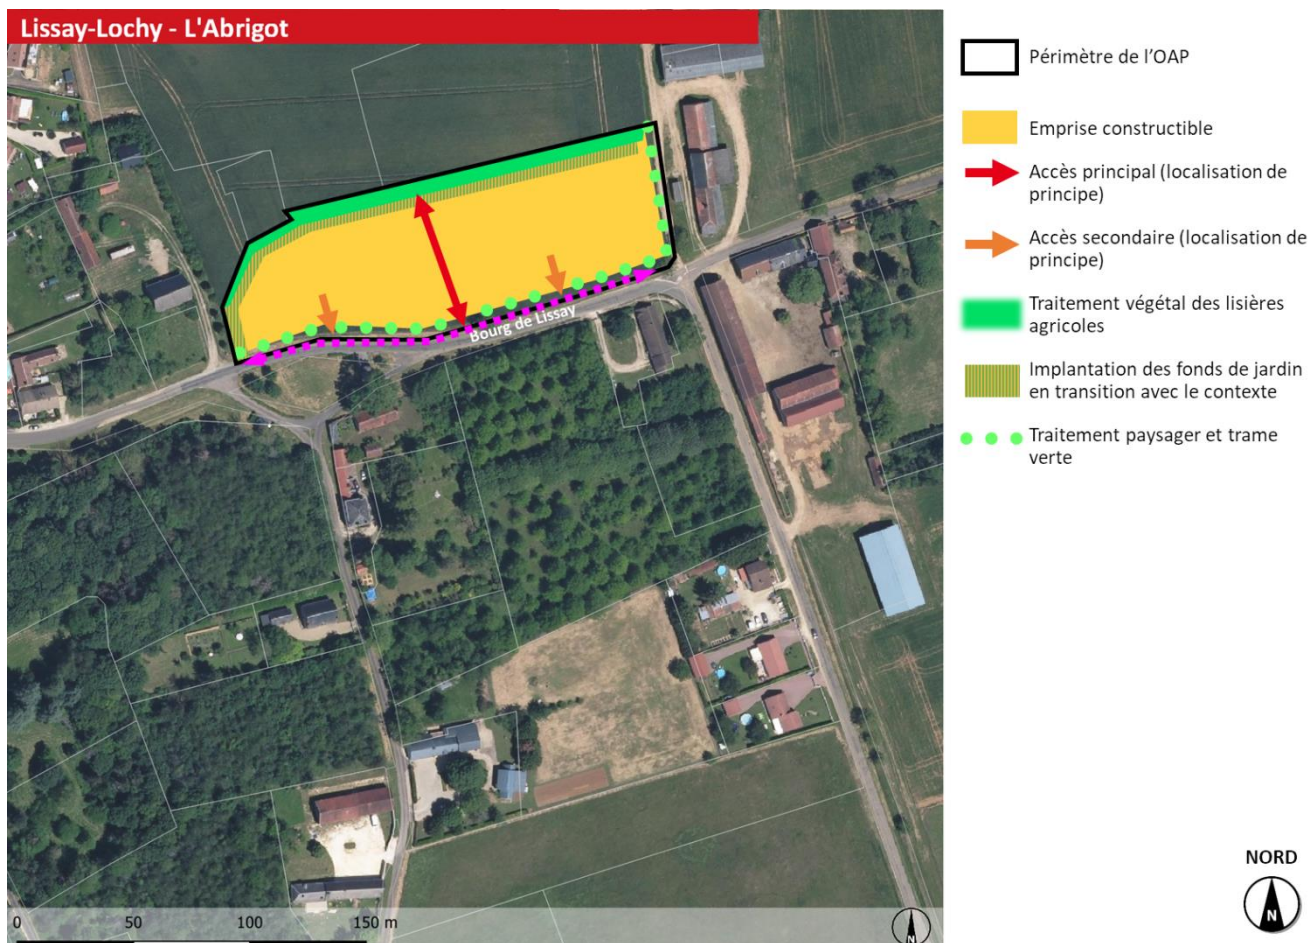 Lissay-Lochy - L'Abrigot
Bourg de Lissay
0 50 100 150 m
N
Périmètre de l'OAP
Emprise constructible
Accès principal (localisation de
principe)
Accès secondaire (localisation de
principe)
Traitement végétal des lisières
agricoles
Implantation des fonds de jardin
en transition avec le contexte
Traitement paysager et trame
verte
NORD
N